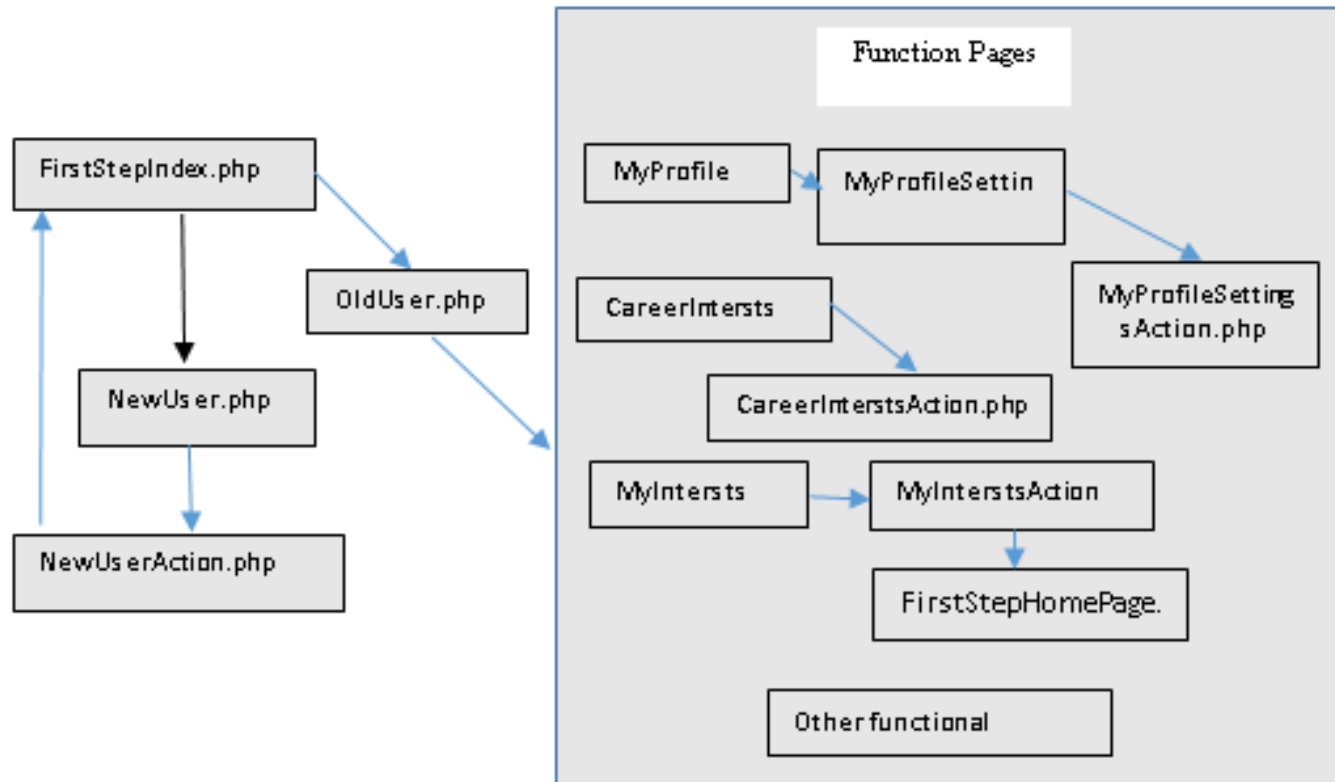 Function Pages
FirstStepIndex.php
MyProfile
MyProfileSettin
OldUser.php
CareerIntersts
MyProfileSetting
sAction.php
NewUser.php
CareerInterstsAction.php
MyIntersts
MyInterstsAction
NewUserAction.php
FirstStepHomePage.
Other functional